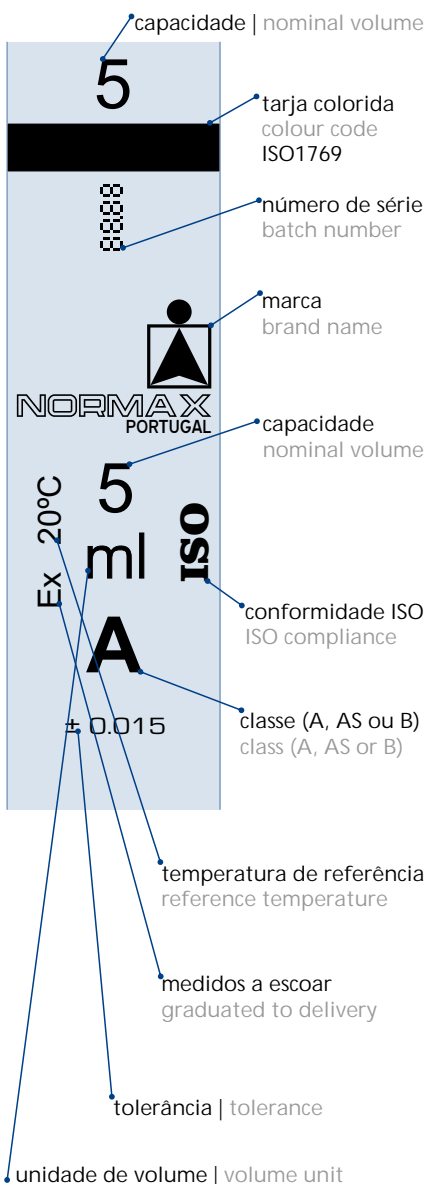 capacidade | nominal volume
5
tarja colorida
colour code
ISO1769
8888
número de série
batch number
marca
brand name
NORMAX
PORTUGAL
capacidade
nominal volume
5
ml
Ex 20ºC
ISO
conformidade ISO
ISO compliance
A
classe (A, AS ou B)
class (A, AS or B)
± 0.015
temperatura de referência
reference temperature
medidos a escoar
graduated to delivery
tolerância | tolerance
unidade de volume | volume unit